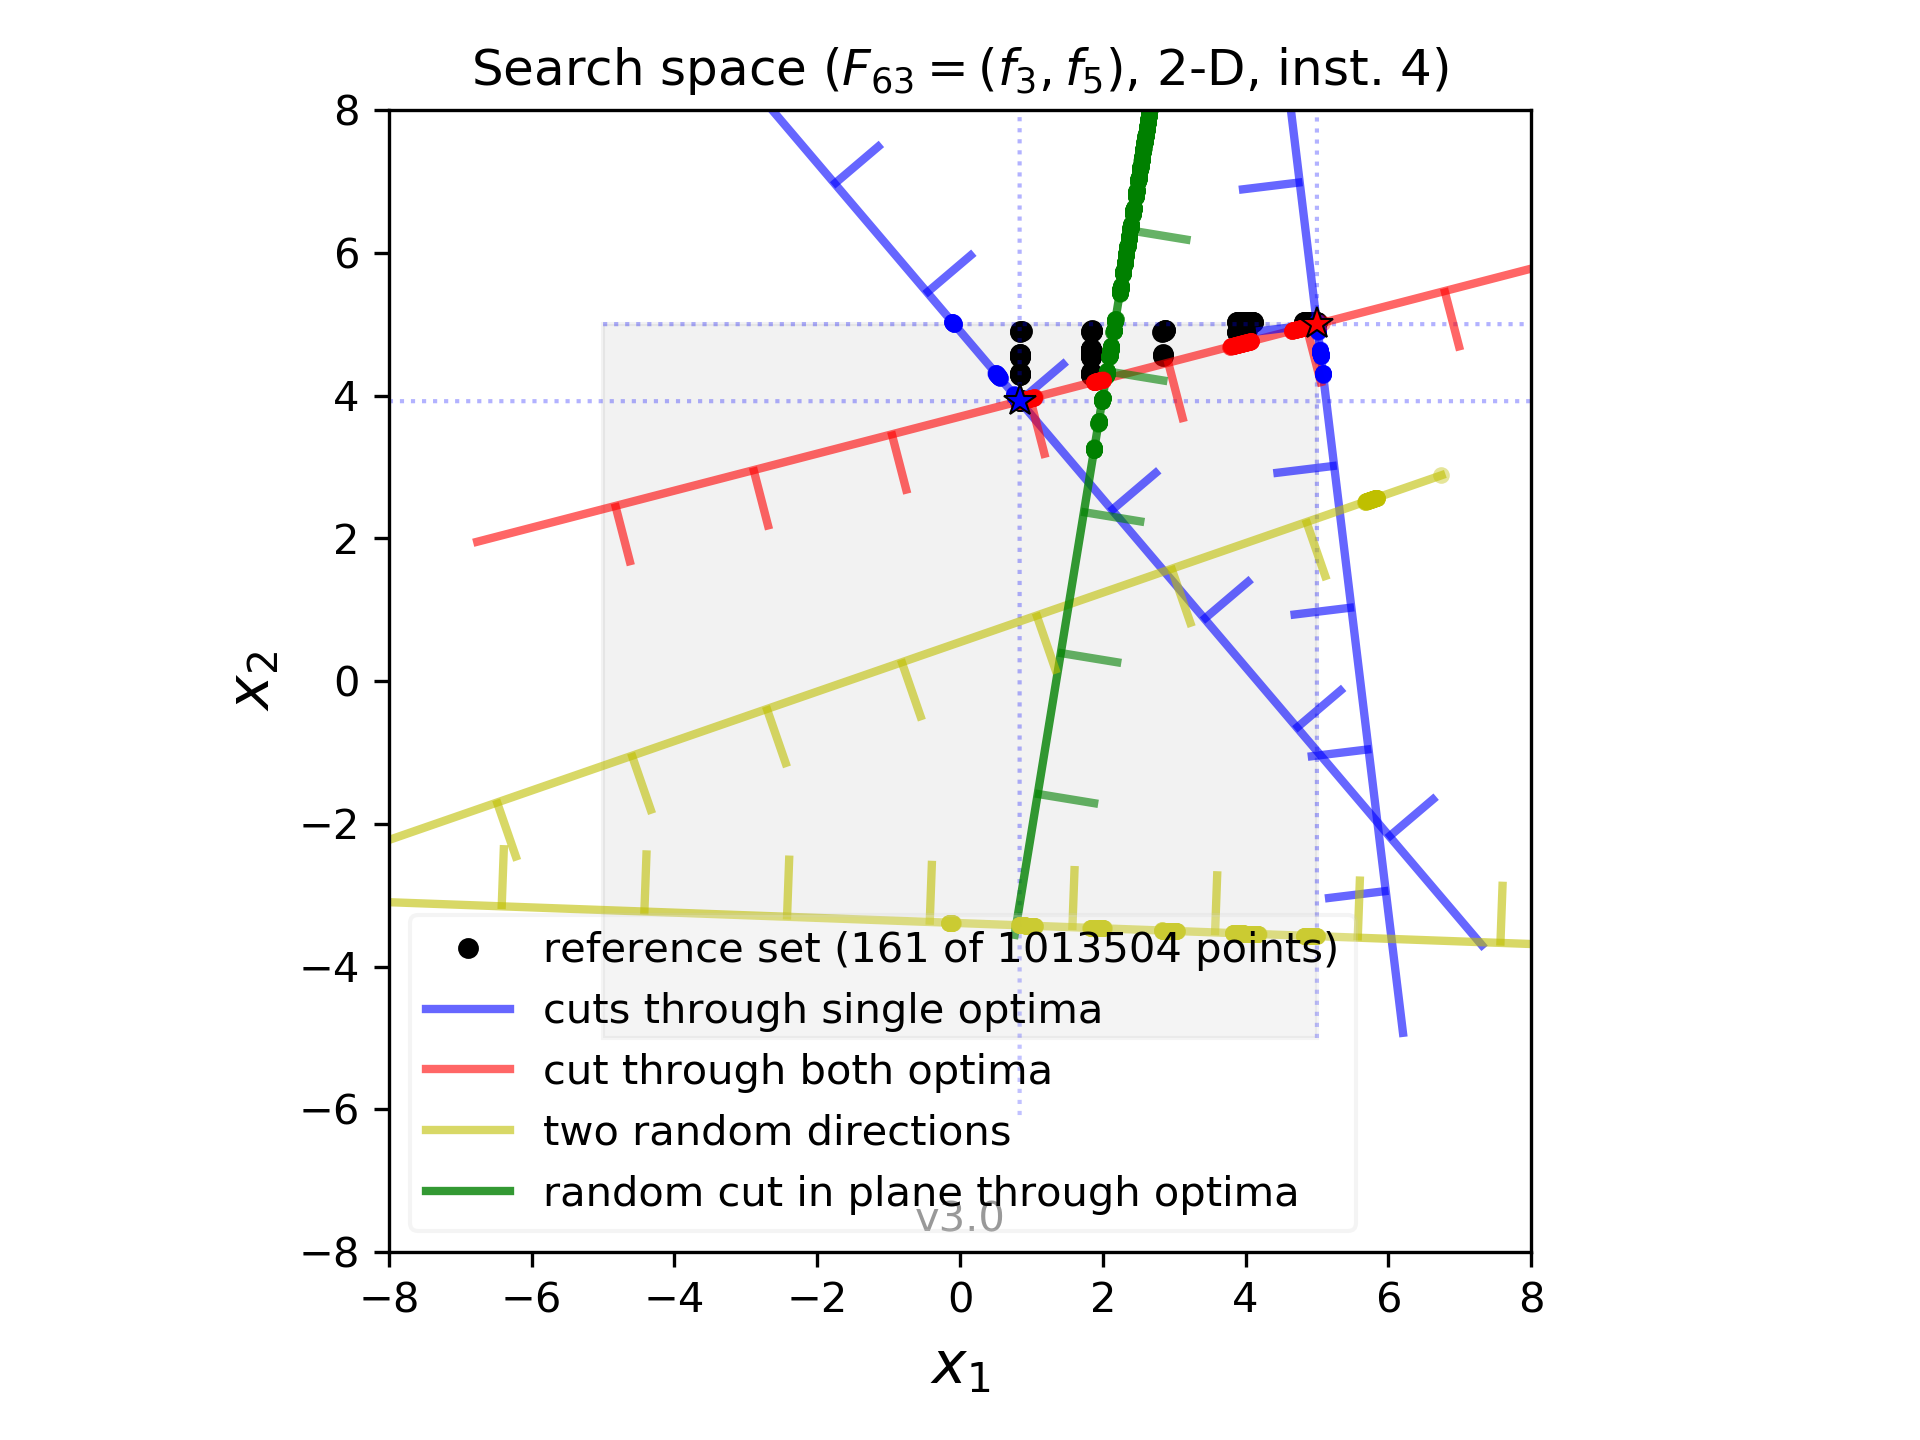 Search space (F₆₃ = (f₃, f₅), 2-D, inst. 4)
8
6
4
2
0
−2
−4
−6
−8
x₂
reference set (161 of 1013504 points)
cuts through single optima
cut through both optima
two random directions
random cut in plane through optima
v3.0
−8 −6 −4 −2 0 2 4 6 8
x₁